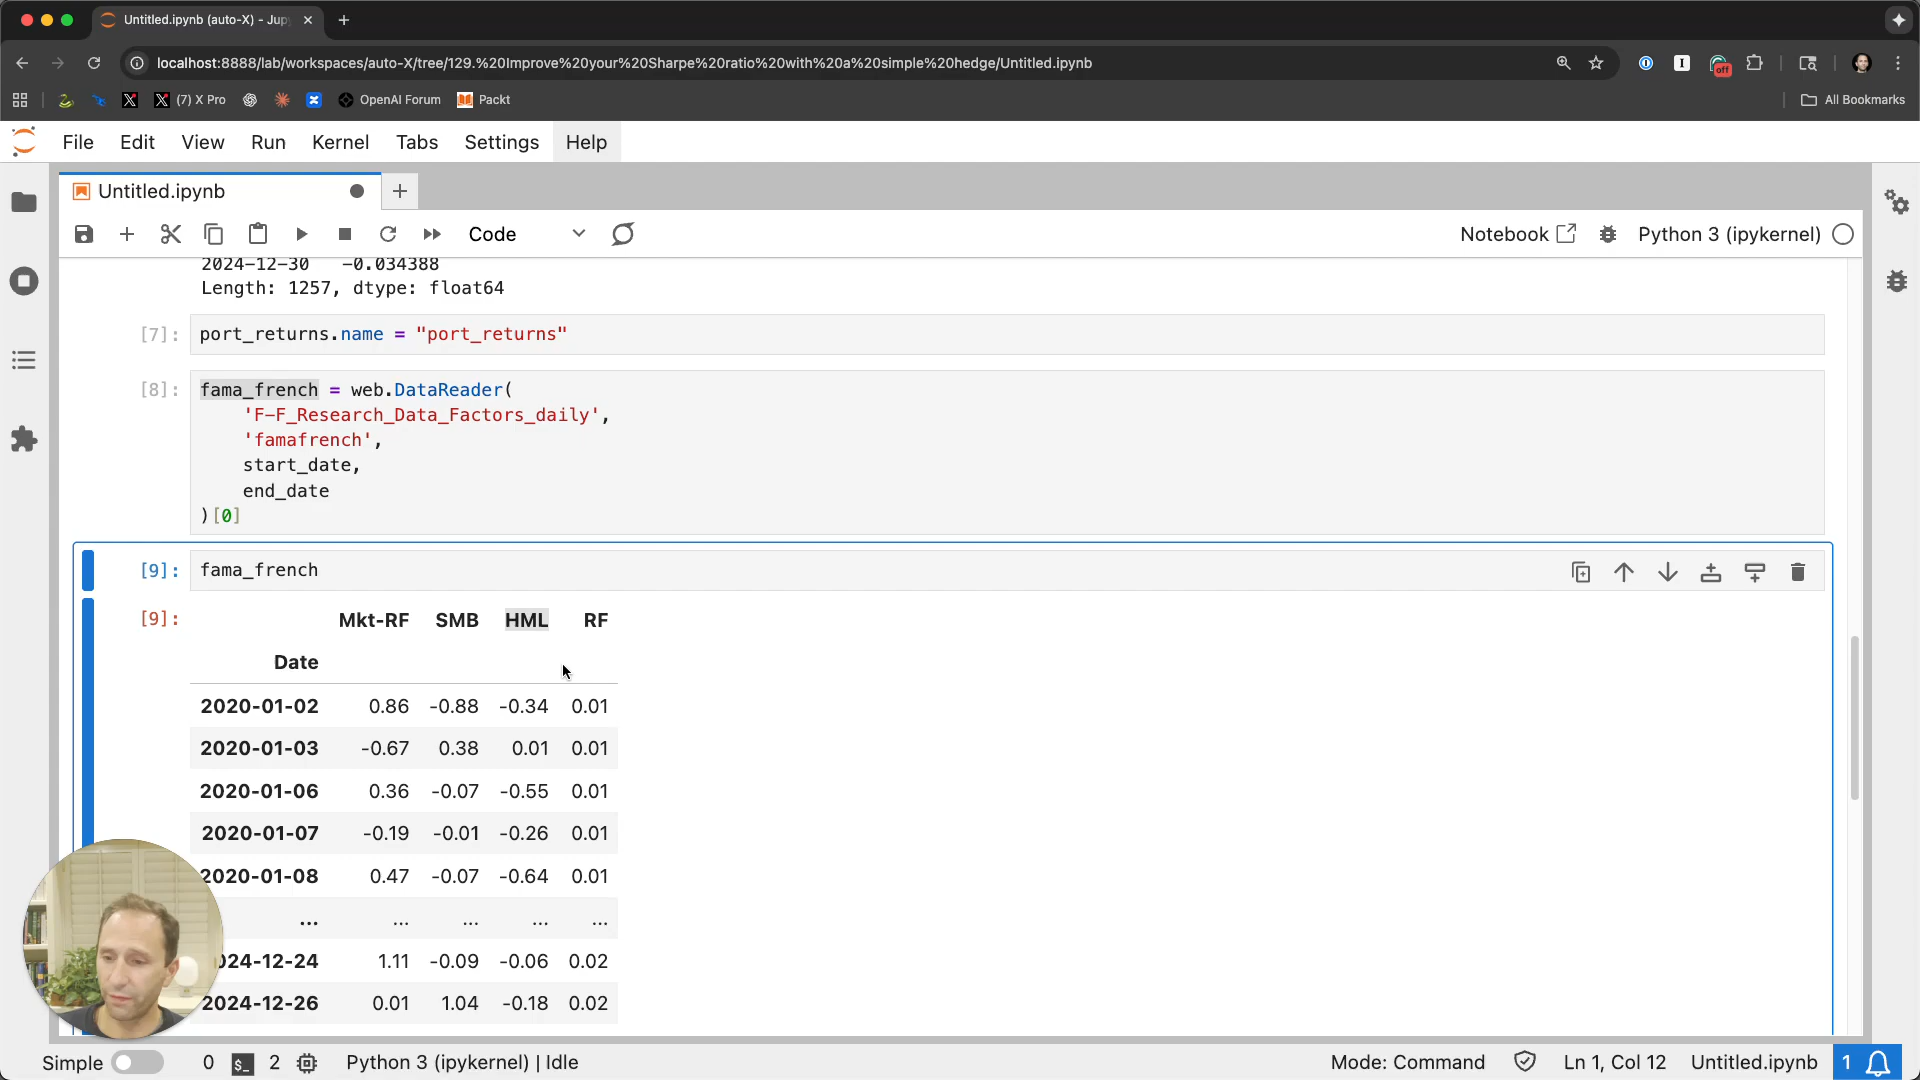 Untitled.ipynb (auto-X) - Jup
localhost:8888/lab/workspaces/auto-X/tree/129.%20Improve%20your%20Sharpe%20ratio%20with%20a%20simple%20hedge/Untitled.ipynb
off
(7) X Pro
OpenAI Forum
Packt
All Bookmarks
File Edit View Run Kernel Tabs Settings Help
Untitled.ipynb
Code
Notebook
Python 3 (ipykernel)
2024-12-30 -0.034388
Length: 1257, dtype: float64
[7]: port_returns.name = "port_returns"
[8]: fama_french = web.DataReader(
'F-F_Research_Data_Factors_daily',
'famafrench',
start_date,
end_date
)[0]
[9]: fama_french
[9]: Mkt-RF SMB HML RF
Date
2020-01-02 0.86 -0.88 -0.34 0.01
2020-01-03 -0.67 0.38 0.01 0.01
2020-01-06 0.36 -0.07 -0.55 0.01
2020-01-07 -0.19 -0.01 -0.26 0.01
2020-01-08 0.47 -0.07 -0.64 0.01
... ... ... ... ...
024-12-24 1.11 -0.09 -0.06 0.02
2024-12-26 0.01 1.04 -0.18 0.02
Simple 0 $_ 2 Python 3 (ipykernel) | Idle
Mode: Command Ln 1, Col 12 Untitled.ipynb 1